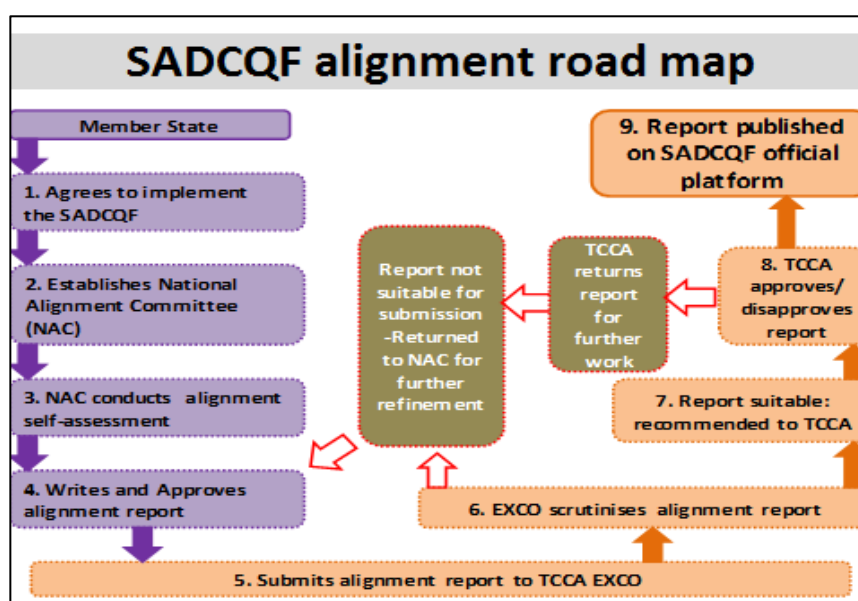 SADCQF alignment road map
Member State
1. Agrees to implement
the SADCQF
2. Establishes National
Alignment Committee
(NAC)
3. NAC conducts alignment
self-assessment
4. Writes and Approves
alignment report
5. Submits alignment report to TCCA EXCO
6. EXCO scrutinises alignment report
7. Report suitable:
recommended to TCCA
8. TCCA
approves/
disapproves
report
9. Report published
on SADCQF official
platform
TCCA
returns
report
for
further
work
Report not
suitable for
submission
-Returned
to NAC for
further
refinement